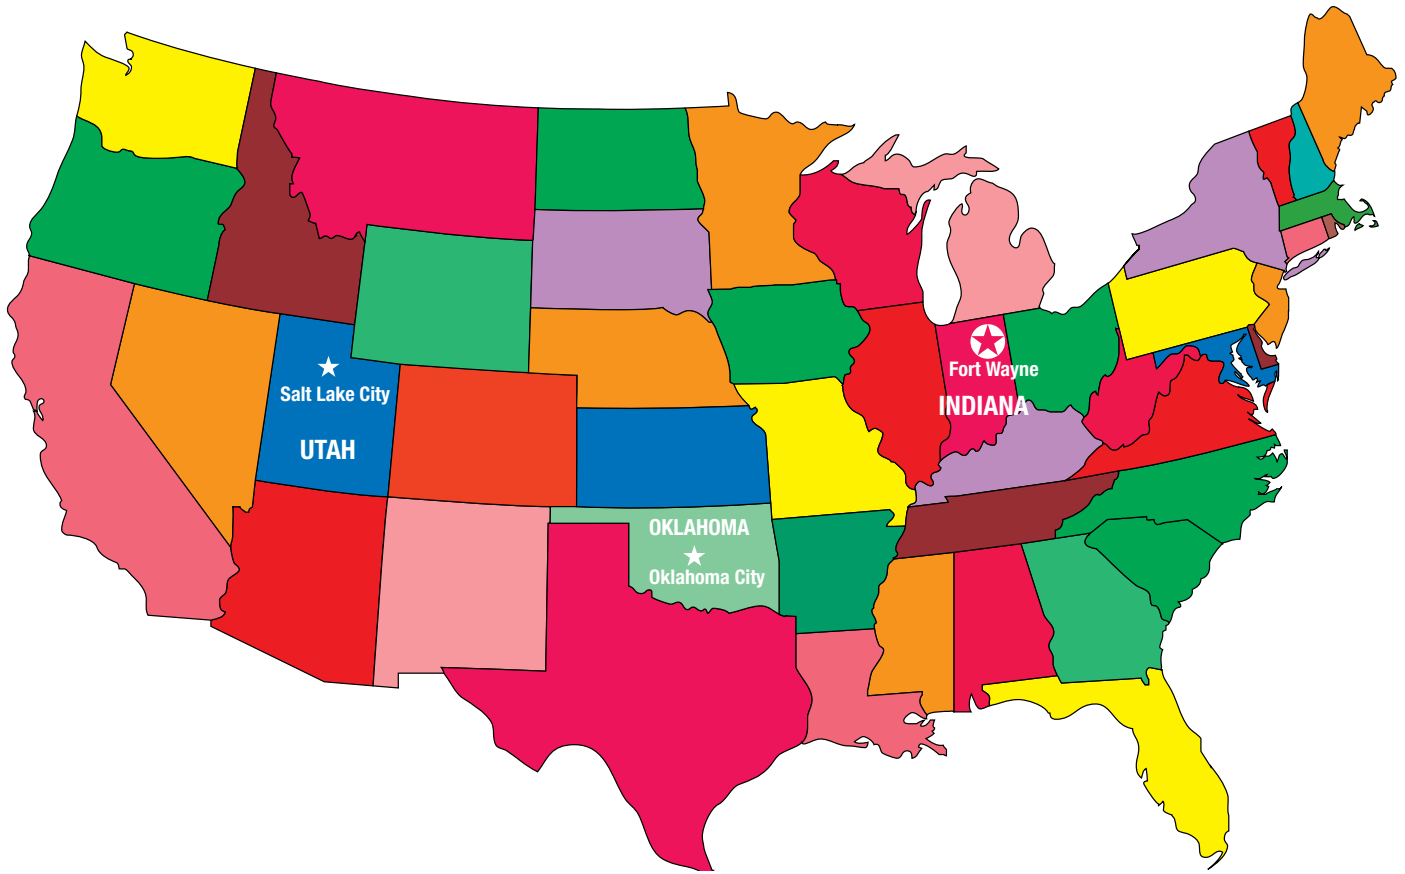 Fort Wayne
INDIANA
Salt Lake City
UTAH
OKLAHOMA
Oklahoma City